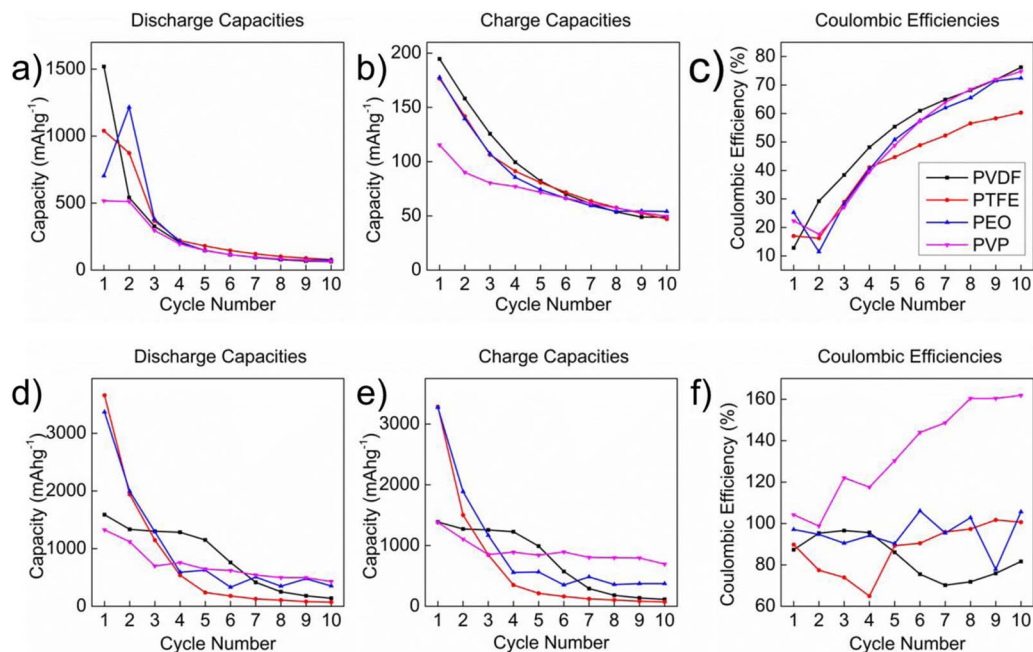 Discharge Capacities
Charge Capacities
Coulombic Efficiencies
a)
b)
c)
Capacity (mAhg⁻¹)
1500
1000
500
0
1 2 3 4 5 6 7 8 9 10
Cycle Number
Capacity (mAhg⁻¹)
200
150
100
50
0
1 2 3 4 5 6 7 8 9 10
Cycle Number
Coulombic Efficiency (%)
80
70
60
50
40
30
20
10
PVDF
PTFE
PEO
PVP
1 2 3 4 5 6 7 8 9 10
Cycle Number
Discharge Capacities
Charge Capacities
Coulombic Efficiencies
d)
e)
f)
Capacity (mAhg⁻¹)
3000
2000
1000
0
1 2 3 4 5 6 7 8 9 10
Cycle Number
Capacity (mAhg⁻¹)
3000
2000
1000
0
1 2 3 4 5 6 7 8 9 10
Cycle Number
Coulombic Efficiency (%)
160
140
120
100
80
60
1 2 3 4 5 6 7 8 9 10
Cycle Number